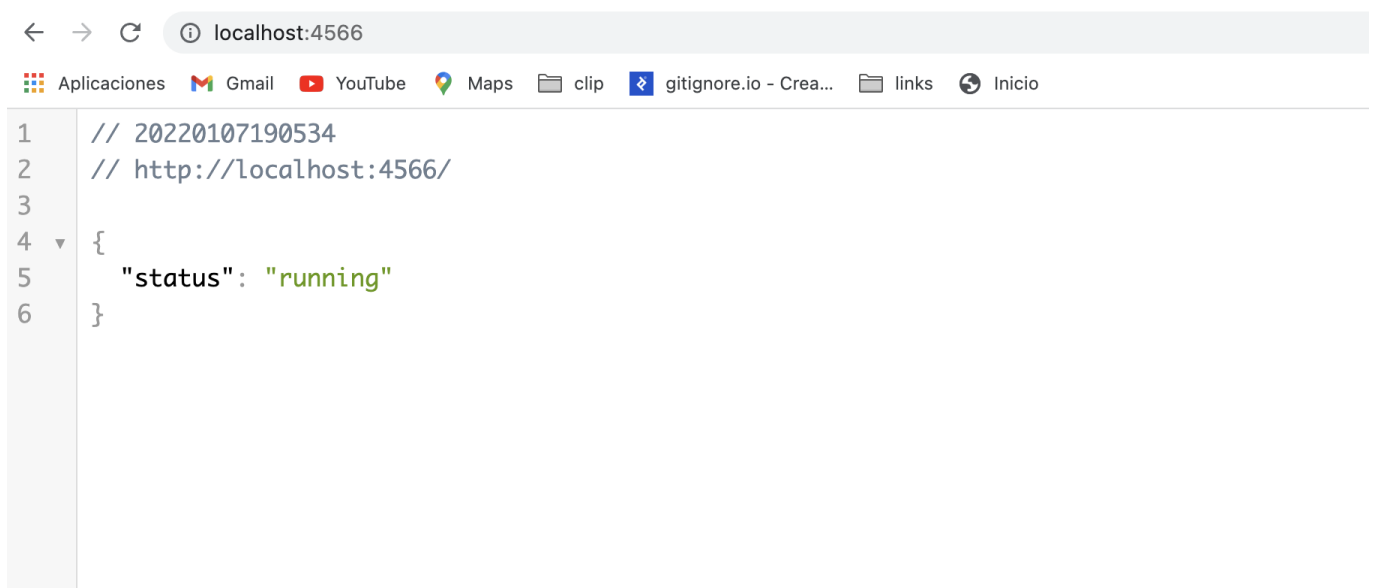 localhost:4566
Aplicaciones Gmail YouTube Maps clip gitignore.io - Crea... links Inicio
1 // 20220107190534
2 // http://localhost:4566/
3
4 {
5 "status": "running"
6 }